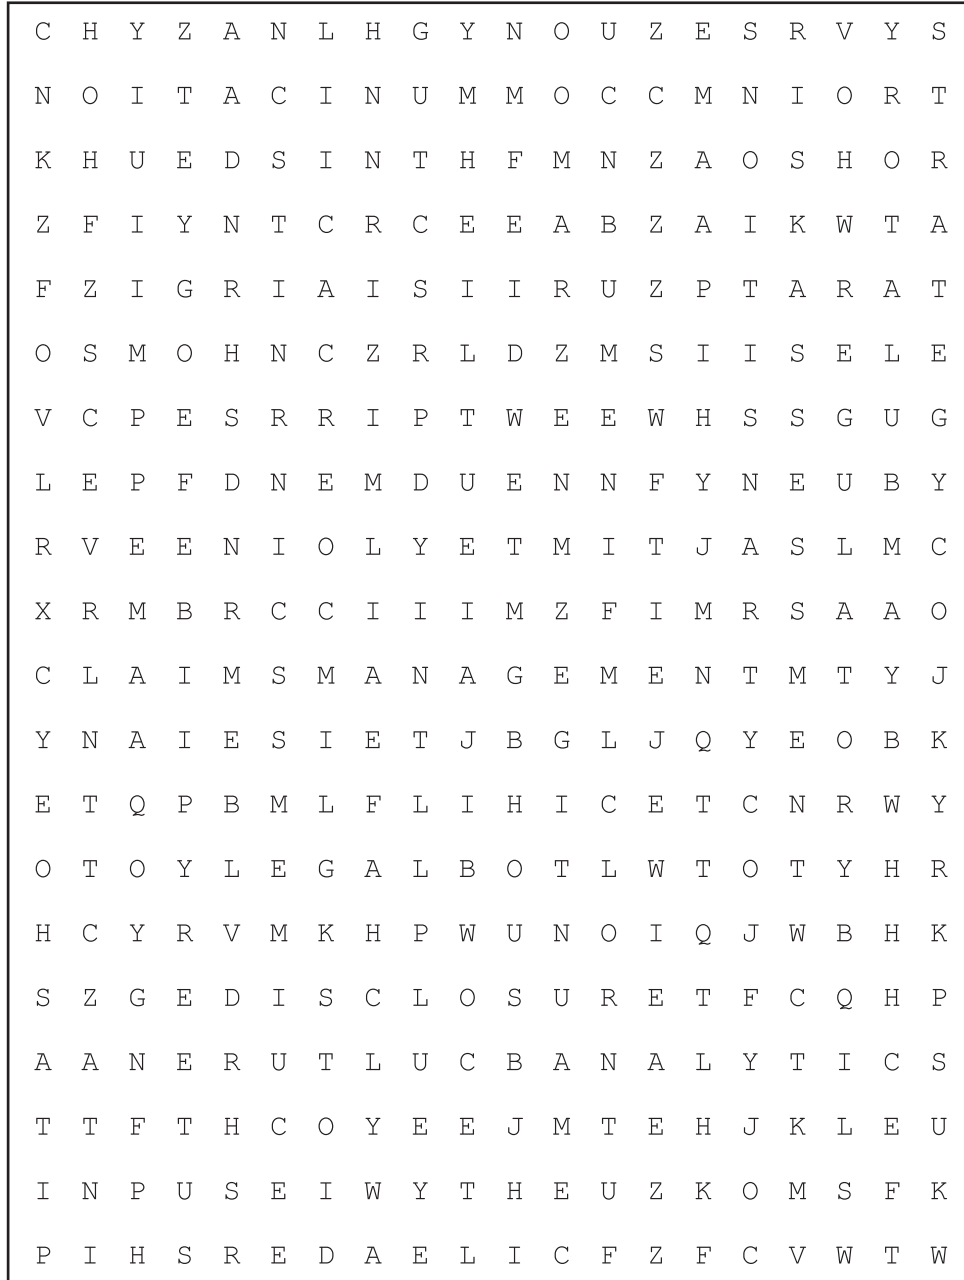 C H Y Z A N L H G Y N O U Z E S R V Y S
N O I T A C I N U M M O C C M N I O R T
K H U E D S I N T H F M N Z A O S H O R
Z F I Y N T C R C E E A B Z A I K W T A
F Z I G R I A I S I I R U Z P T A R A T
O S M O H N C Z R L D Z M S I I S E L E
V C P E S R R I P T W E E W H S S G U G
L E P F D N E M D U E N N F Y N E U B Y
R V E E N I O L Y E T M I T J A S L M C
X R M B R C C I I I M Z F I M R S A A O
C L A I M S M A N A G E M E N T M T Y J
Y N A I E S I E T J B G L J Q Y E O B K
E T Q P B M L F L I H I C E T C N R W Y
O T O Y L E G A L B O T L W T O T Y H R
H C Y R V M K H P W U N O I Q J W B H K
S Z G E D I S C L O S U R E T F C Q H P
A A N E R U T L U C B A N A L Y T I C S
T T F T H C O Y E E J M T E H J K L E U
I N P U S E I W Y T H E U Z K O M S F K
P I H S R E D A E L I C F Z F C V W T W